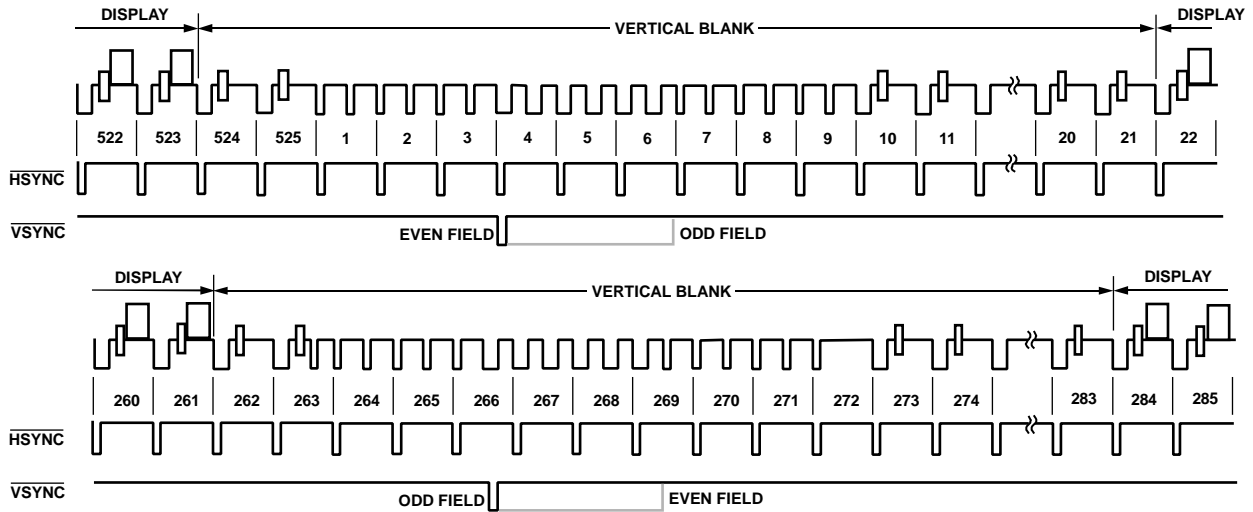 DISPLAY VERTICAL BLANK DISPLAY
522 523 524 525 1 2 3 4 5 6 7 8 9 10 11 20 21 22
HSYNC
VSYNC
EVEN FIELD ODD FIELD
DISPLAY VERTICAL BLANK DISPLAY
260 261 262 263 264 265 266 267 268 269 270 271 272 273 274 283 284 285
HSYNC
VSYNC
ODD FIELD EVEN FIELD